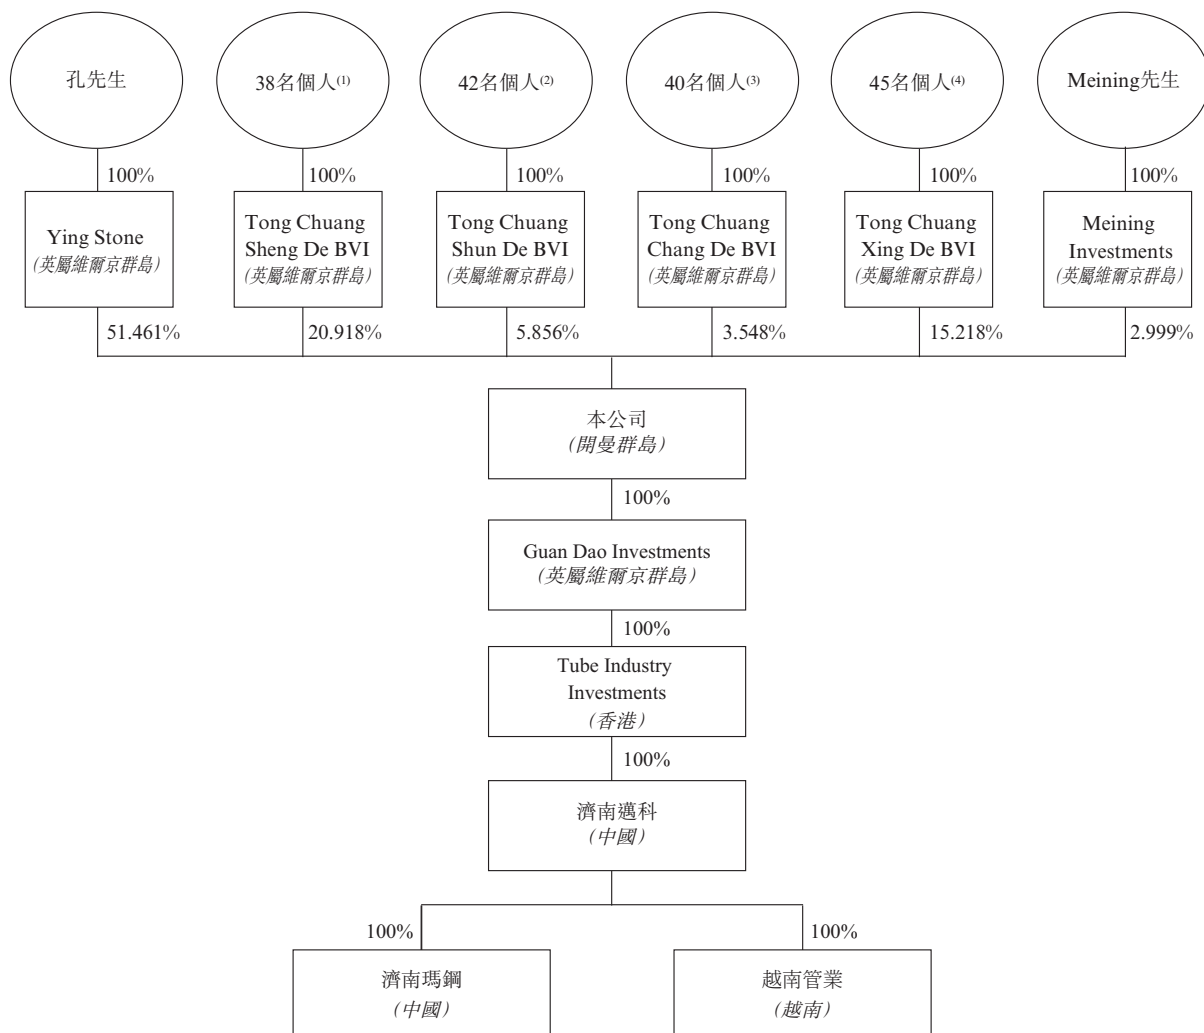 孔先生
38名個人(1)
42名個人(2)
40名個人(3)
45名個人(4)
Meining先生
100%
100%
100%
100%
100%
100%
Ying Stone
(英屬維爾京群島)
Tong Chuang
Sheng De BVI
(英屬維爾京群島)
Tong Chuang
Shun De BVI
(英屬維爾京群島)
Tong Chuang
Chang De BVI
(英屬維爾京群島)
Tong Chuang
Xing De BVI
(英屬維爾京群島)
Meining
Investments
(英屬維爾京群島)
51.461%
20.918%
5.856%
3.548%
15.218%
2.999%
本公司
(開曼群島)
100%
Guan Dao Investments
(英屬維爾京群島)
100%
Tube Industry
Investments
(香港)
100%
濟南邁科
(中國)
100%
100%
濟南瑪鋼
(中國)
越南管業
(越南)